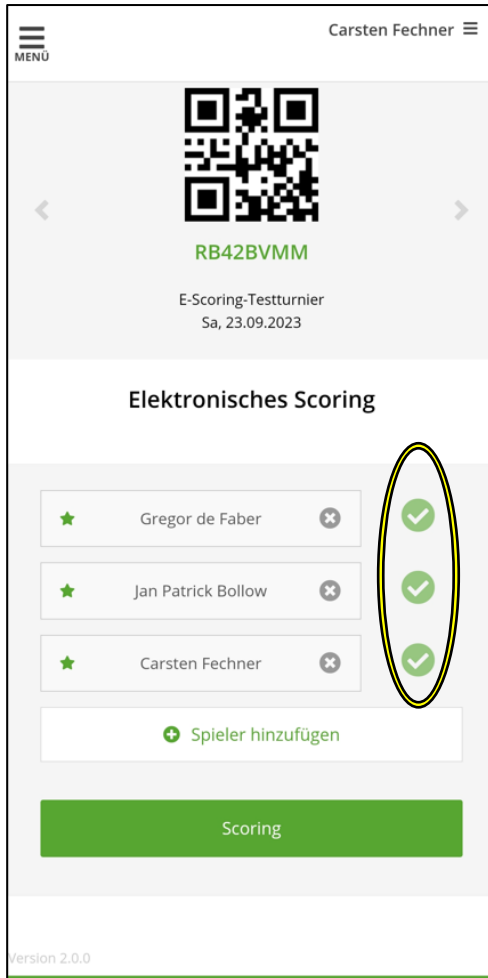 Carsten Fechner
MENÜ
RB42BVMM
E-Scoring-Testturnier
Sa, 23.09.2023
Elektronisches Scoring
Gregor de Faber
Jan Patrick Bollow
Carsten Fechner
Spieler hinzufügen
Scoring
Version 2.0.0